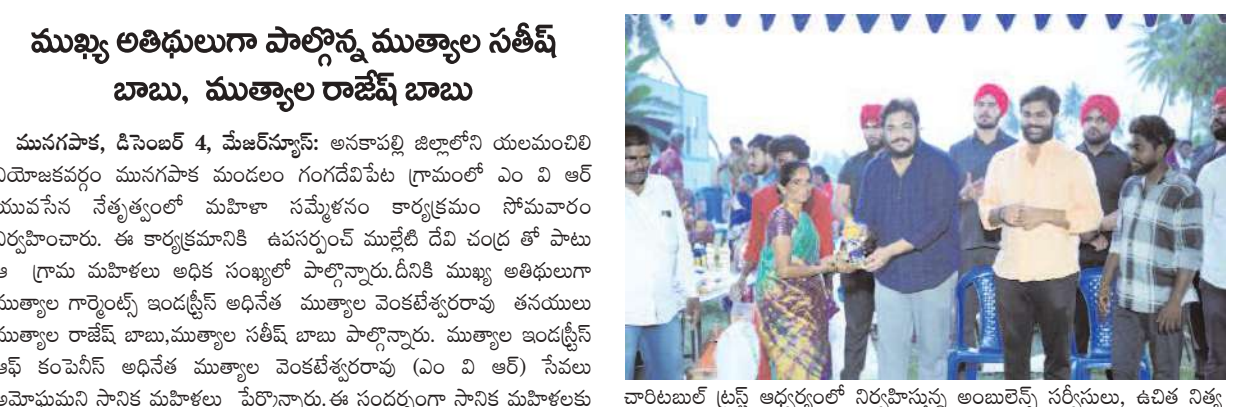 ముఖ్య అతిథులుగా పాల్గొన్న ముత్యాల సతీష్
బాబు, ముత్యాల రాజేష్ బాబు
మునగపాక, డిసెంబర్ 4, మేజర్‌న్యూస్: అనకాపల్లి జిల్లాలోని యలమంచిలి
నియోజకవర్గం మునగపాక మండలం గంగదేవిపేట గ్రామంలో ఎం వి ఆర్
యువసేన నేతృత్వంలో మహిళా సమ్మేళనం కార్యక్రమం సోమవారం
నిర్వహించారు. ఈ కార్యక్రమానికి ఉపసర్పంచ్ ముల్లేటి దేవి చంద్ర తో పాటు
ఆ గ్రామ మహిళలు అధిక సంఖ్యలో పాల్గొన్నారు.దీనికి ముఖ్య అతిథులుగా
ముత్యాల గార్మెంట్స్ ఇండస్ట్రీస్ అధినేత ముత్యాల వెంకటేశ్వరరావు తనయులు
ముత్యాల రాజేష్ బాబు,ముత్యాల సతీష్ బాబు పాల్గొన్నారు. ముత్యాల ఇండస్ట్రీస్
ఆఫ్ కంపెనీస్ అధినేత ముత్యాల వెంకటేశ్వరరావు (ఎం వి ఆర్) సేవలు
అమోఘమని స్థానిక మహిళలు పేర్కొన్నారు.ఈ సందర్భంగా స్థానిక మహిళలకు
చారిటబుల్ ట్రస్ట్ ఆధ్వర్యంలో నిర్వహిస్తున్న అంబులెన్స్ సర్వీసులు, ఉచిత నిత్య